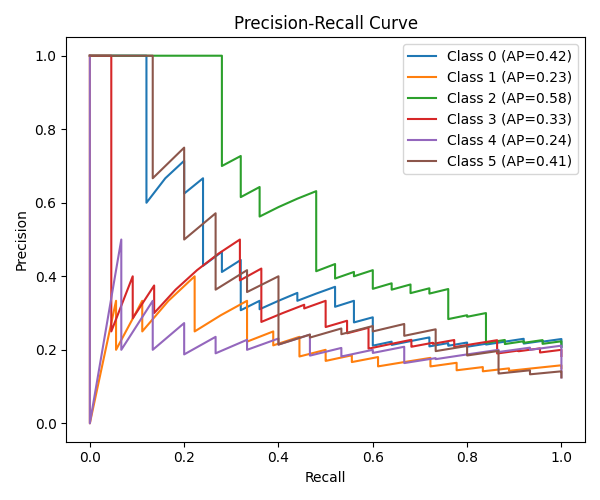 Precision-Recall Curve
1.0
0.8
0.6
0.4
0.2
0.0
Precision
Class 0 (AP=0.42)
Class 1 (AP=0.23)
Class 2 (AP=0.58)
Class 3 (AP=0.33)
Class 4 (AP=0.24)
Class 5 (AP=0.41)
0.0 0.2 0.4 0.6 0.8 1.0
Recall